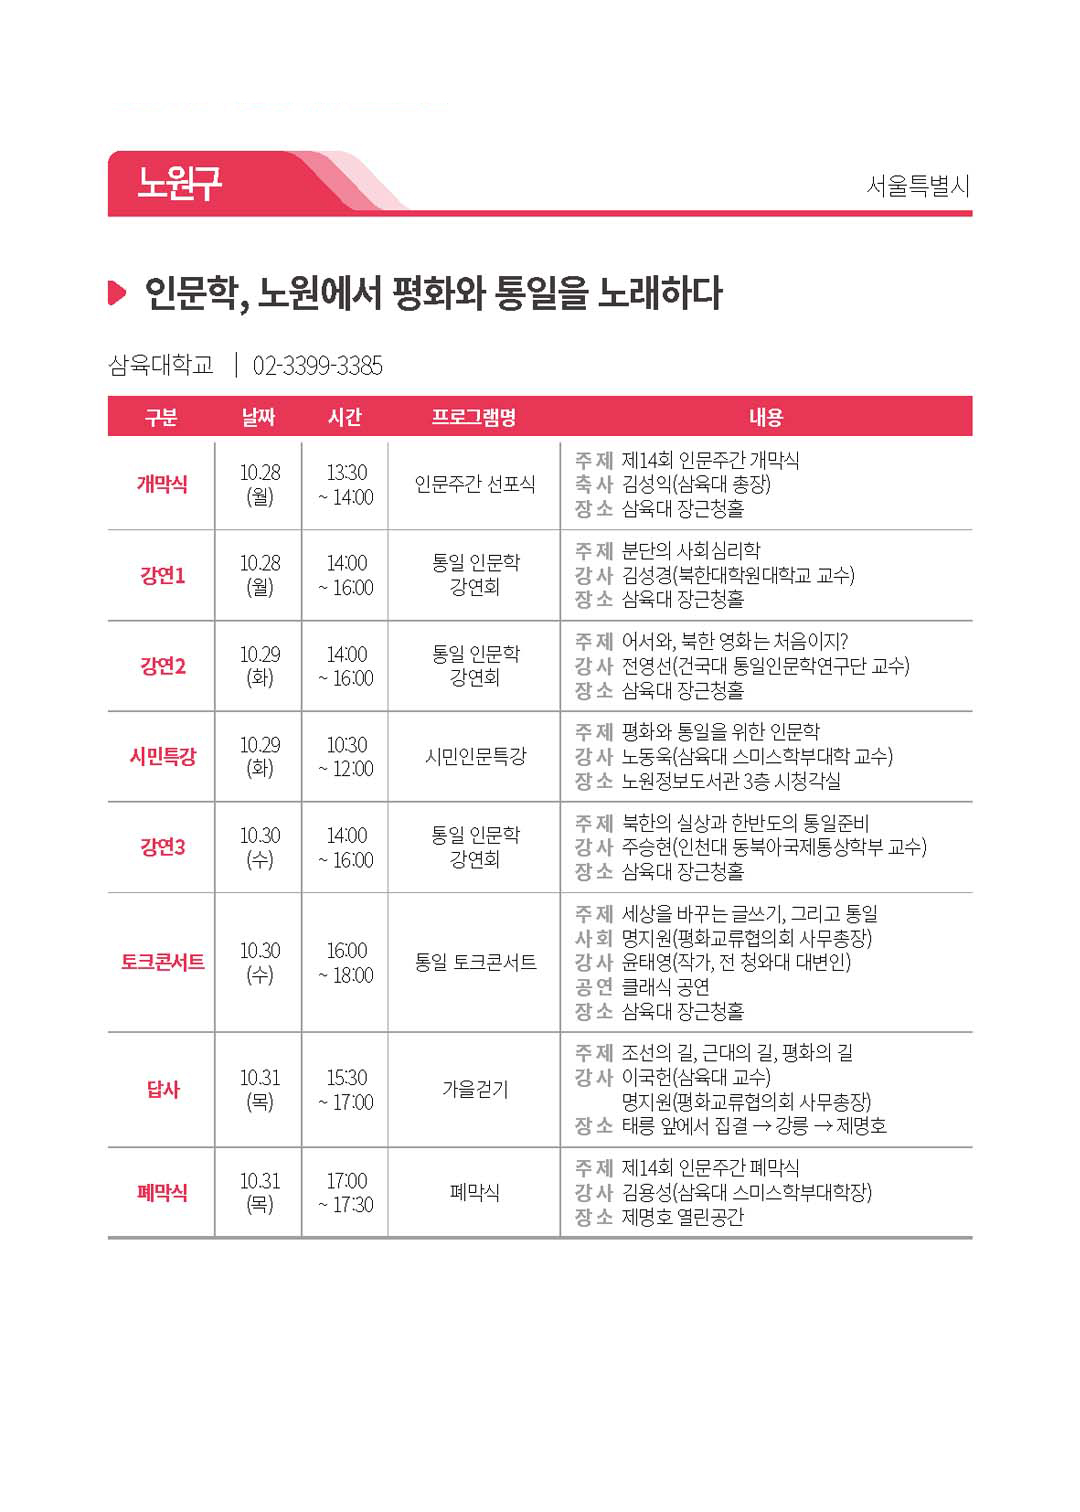 노원구
서울특별시
인문학, 노원에서 평화와 통일을 노래하다
삼육대학교 | 02-3399-3385
구분 날짜 시간 프로그램명 내용
개막식 10.28 (월) 13:30 ~ 14:00 인문주간 선포식
주제 제14회 인문주간 개막식
축사 김성익(삼육대 총장)
장소 삼육대 장근청홀
강연1 10.28 (월) 14:00 ~ 16:00 통일 인문학 강연회
주제 분단의 사회심리학
강사 김성경(북한대학원대학교 교수)
장소 삼육대 장근청홀
강연2 10.29 (화) 14:00 ~ 16:00 통일 인문학 강연회
주제 어서와, 북한 영화는 처음이지?
강사 전영선(건국대 통일인문학연구단 교수)
장소 삼육대 장근청홀
시민특강 10.29 (화) 10:30 ~ 12:00 시민인문특강
주제 평화와 통일을 위한 인문학
강사 노동욱(삼육대 스미스학부대학 교수)
장소 노원정보도서관 3층 시청각실
강연3 10.30 (수) 14:00 ~ 16:00 통일 인문학 강연회
주제 북한의 실상과 한반도의 통일준비
강사 주승현(인천대 동북아국제통상학부 교수)
장소 삼육대 장근청홀
토크콘서트 10.30 (수) 16:00 ~ 18:00 통일 토크콘서트
주제 세상을 바꾸는 글쓰기, 그리고 통일
사회 명지원(평화교류협의회 사무총장)
강사 윤태영(작가, 전 청와대 대변인)
공연 클래식 공연
장소 삼육대 장근청홀
답사 10.31 (목) 15:30 ~ 17:00 가을걷기
주제 조선의 길, 근대의 길, 평화의 길
강사 이국헌(삼육대 교수)
명지원(평화교류협의회 사무총장)
장소 태릉 앞에서 집결 → 강릉 → 제명호
폐막식 10.31 (목) 17:00 ~ 17:30 폐막식
주제 제14회 인문주간 폐막식
강사 김용성(삼육대 스미스학부대학장)
장소 제명호 열린공간